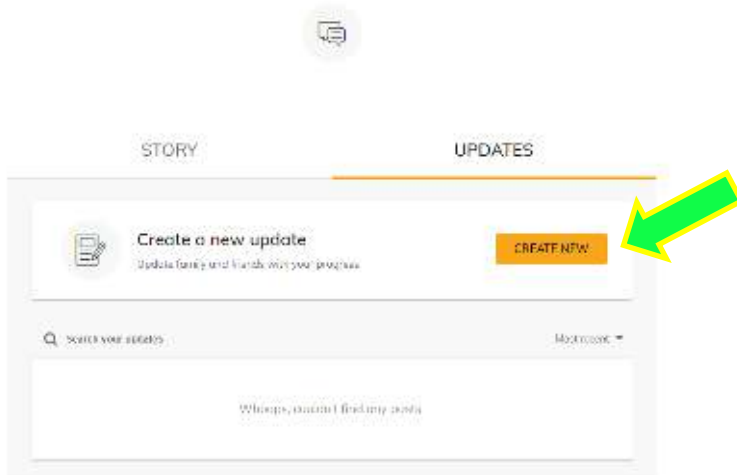 STORY
UPDATES
Create a new update
Update family and friends with your progress
CREATE NEW
Search your updates
Most recent
Whoops, couldn't find any posts